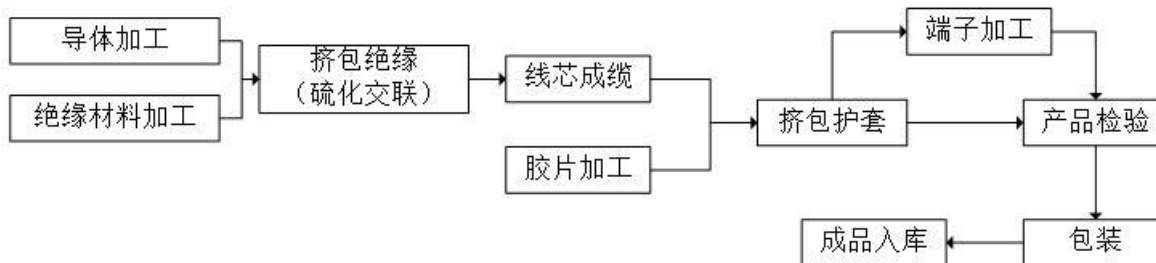 导体加工
绝缘材料加工
挤包绝缘
（硫化交联）
线芯成缆
胶片加工
挤包护套
端子加工
产品检验
包装
成品入库